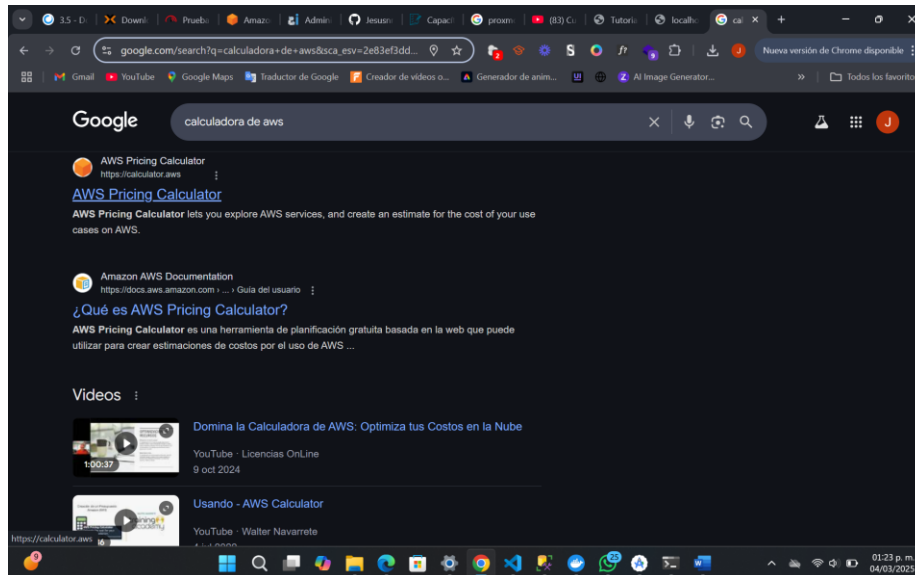 3.5 - D
Downlo
Prueba
Amazo
Admini
Jesusn
Capaci
proxm
(83) Cu
Tutoria
localho
cal
google.com/search?q=calculadora+de+aws&sca_esv=2e83ef3dd...
Nueva versión de Chrome disponible
Gmail
YouTube
Google Maps
Traductor de Google
Creador de vídeos o...
Generador de anim...
AI Image Generator...
Todos los favorito
Google
calculadora de aws
J
AWS Pricing Calculator
https://calculator.aws
AWS Pricing Calculator
AWS Pricing Calculator lets you explore AWS services, and create an estimate for the cost of your use
cases on AWS.
Amazon AWS Documentation
https://docs.aws.amazon.com › ... › Guia del usuario
¿Qué es AWS Pricing Calculator?
AWS Pricing Calculator es una herramienta de planificación gratuita basada en la web que puede
utilizar para crear estimaciones de costos por el uso de AWS ...
Videos
1:00:37
Domina la Calculadora de AWS: Optimiza tus Costos en la Nube
YouTube · Licencias OnLine
9 oct 2024
Usando - AWS Calculator
YouTube · Walter Navarrete
https://calculator.aws
01:23 p. m.
04/03/2025